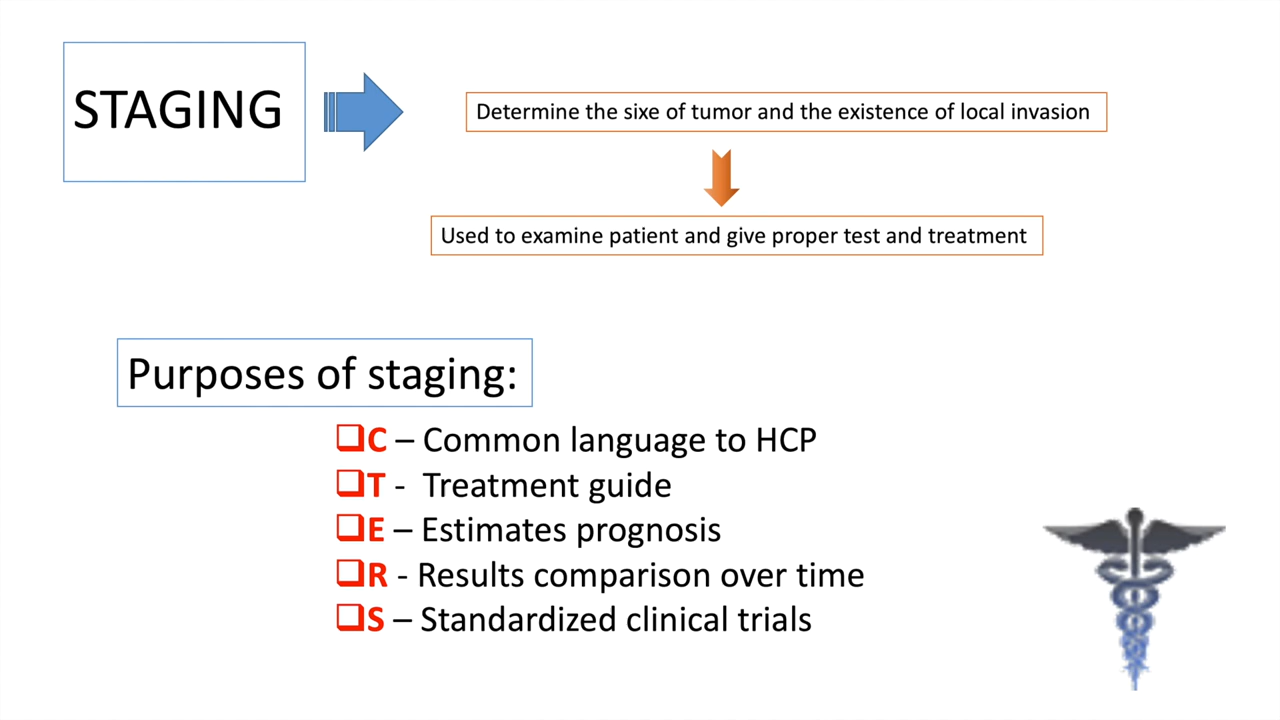 STAGING
Determine the sixe of tumor and the existence of local invasion
Used to examine patient and give proper test and treatment
Purposes of staging:
C – Common language to HCP
T - Treatment guide
E – Estimates prognosis
R - Results comparison over time
S – Standardized clinical trials